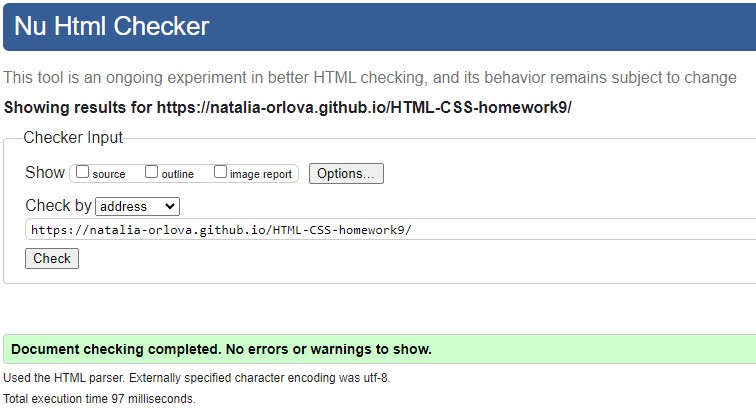 Nu Html Checker
This tool is an ongoing experiment in better HTML checking, and its behavior remains subject to change
Showing results for https://natalia-orlova.github.io/HTML-CSS-homework9/
Checker Input
Show source outline image report Options...
Check by address
https://natalia-orlova.github.io/HTML-CSS-homework9/
Check
Document checking completed. No errors or warnings to show.
Used the HTML parser. Externally specified character encoding was utf-8.
Total execution time 97 milliseconds.